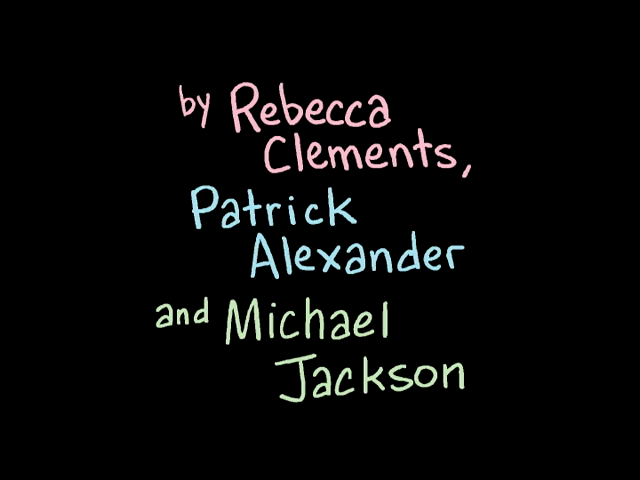 by Rebecca
Clements,
Patrick
Alexander
and Michael
Jackson